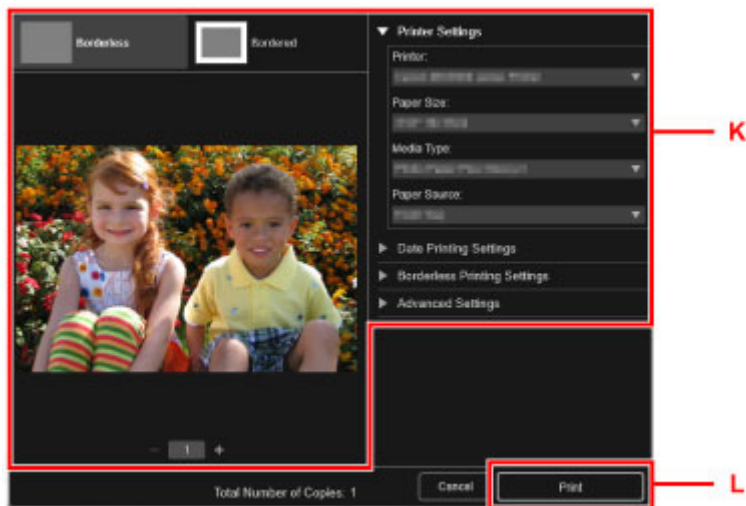 Borderless
Bordered
▼ Printer Settings
Printer:
Paper Size:
Media Type:
Paper Source:
▶ Date Printing Settings
▶ Borderless Printing Settings
▶ Advanced Settings
K
− 1 +
Total Number of Copies: 1
Cancel
Print
L